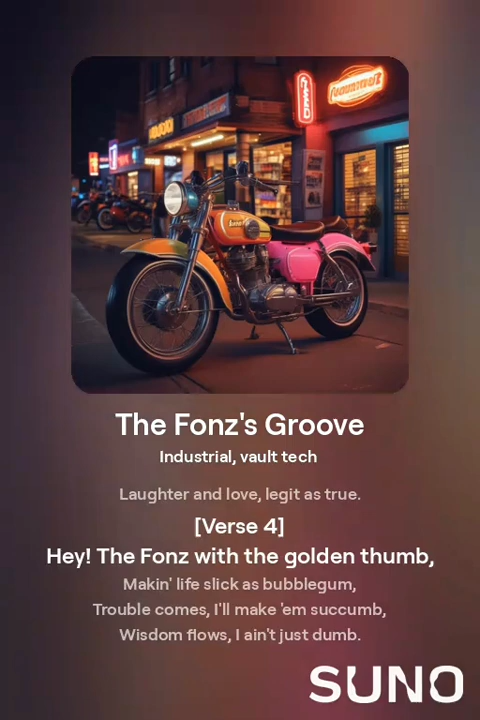 The Fonz's Groove
Industrial, vault tech
Laughter and love, legit as true.
[Verse 4]
Hey! The Fonz with the golden thumb,
Makin' life slick as bubblegum,
Trouble comes, I'll make 'em succumb,
Wisdom flows, I ain't just dumb.
SUNO